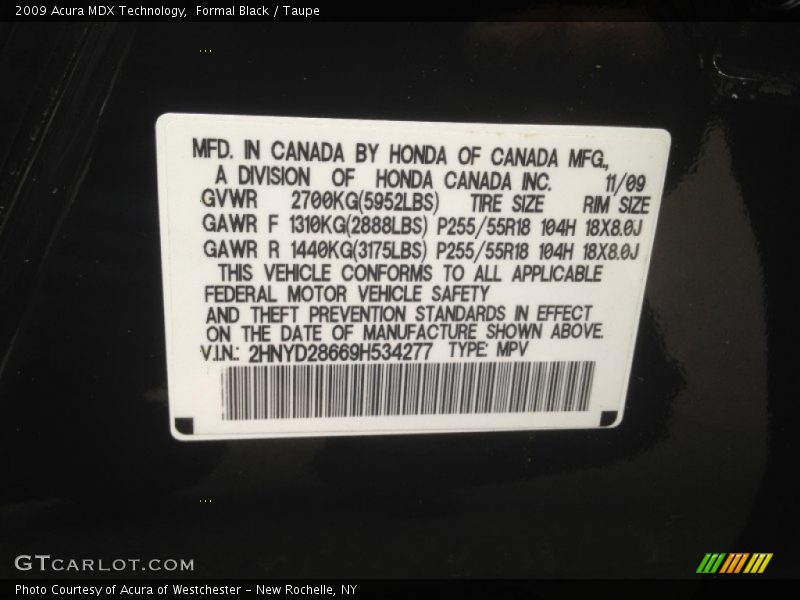 2009 Acura MDX Technology,  Formal Black / Taupe
MFD. IN CANADA BY HONDA OF CANADA MFG.,
A DIVISION OF HONDA CANADA INC. 11/09
GVWR 2700KG(5952LBS) TIRE SIZE RIM SIZE
GAWR F 1310KG(2888LBS) P255/55R18 104H 18X8.0J
GAWR R 1440KG(3175LBS) P255/55R18 104H 18X8.0J
THIS VEHICLE CONFORMS TO ALL APPLICABLE
FEDERAL MOTOR VEHICLE SAFETY
AND THEFT PREVENTION STANDARDS IN EFFECT
ON THE DATE OF MANUFACTURE SHOWN ABOVE.
V.I.N.: 2HNYD28669H534277 TYPE: MPV
GTCARLOT.COM
Photo Courtesy of Acura of Westchester - New Rochelle, NY